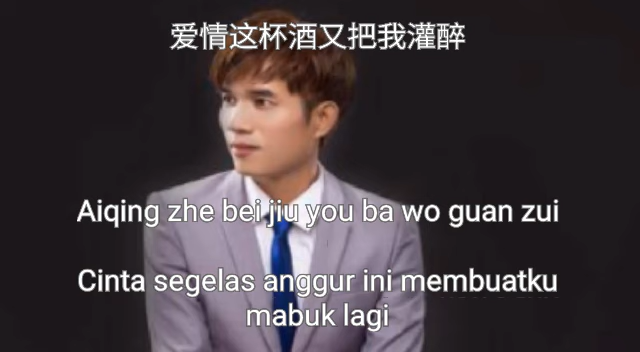 爱情这杯酒又把我灌醉
Aiqing zhe bei jiu you ba wo guan zui
Cinta segelas anggur ini membuatku
mabuk lagi